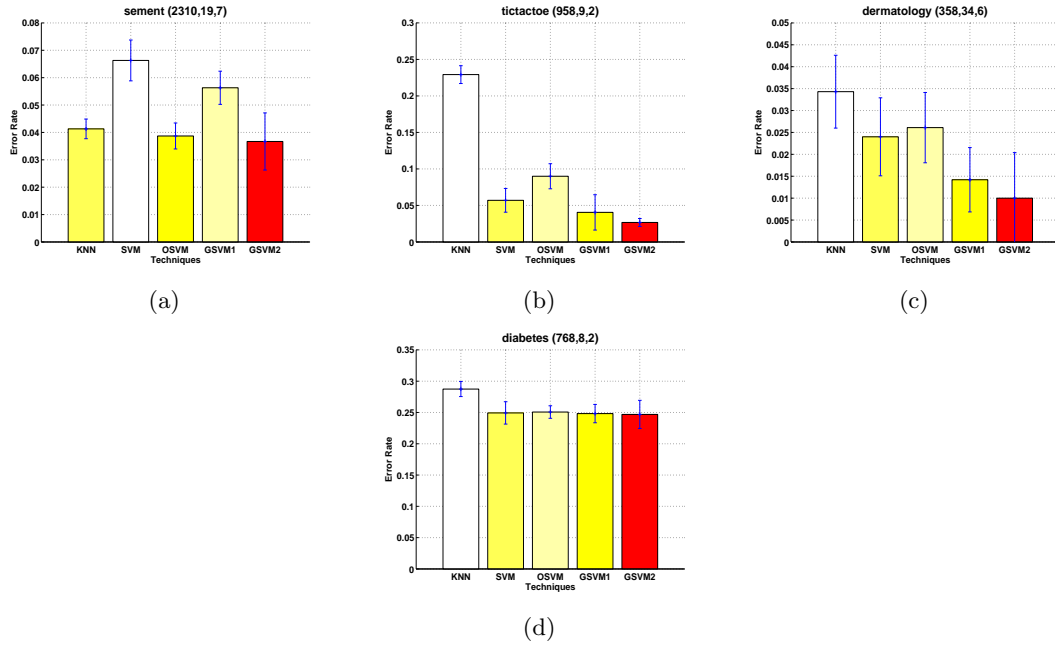 sement (2310,19,7)
0.08
0.07
0.06
0.05
0.04
0.03
0.02
0.01
0
Error Rate
KNN SVM OSVM GSVM1 GSVM2
Techniques
(a)
tictactoe (958,9,2)
0.3
0.25
0.2
0.15
0.1
0.05
0
Error Rate
KNN SVM OSVM GSVM1 GSVM2
Techniques
(b)
dermatology (358,34,6)
0.05
0.045
0.04
0.035
0.03
0.025
0.02
0.015
0.01
0.005
0
Error Rate
KNN SVM OSVM GSVM1 GSVM2
Techniques
(c)
diabetes (768,8,2)
0.35
0.3
0.25
0.2
0.15
0.1
0.05
0
Error Rate
KNN SVM OSVM GSVM1 GSVM2
Techniques
(d)